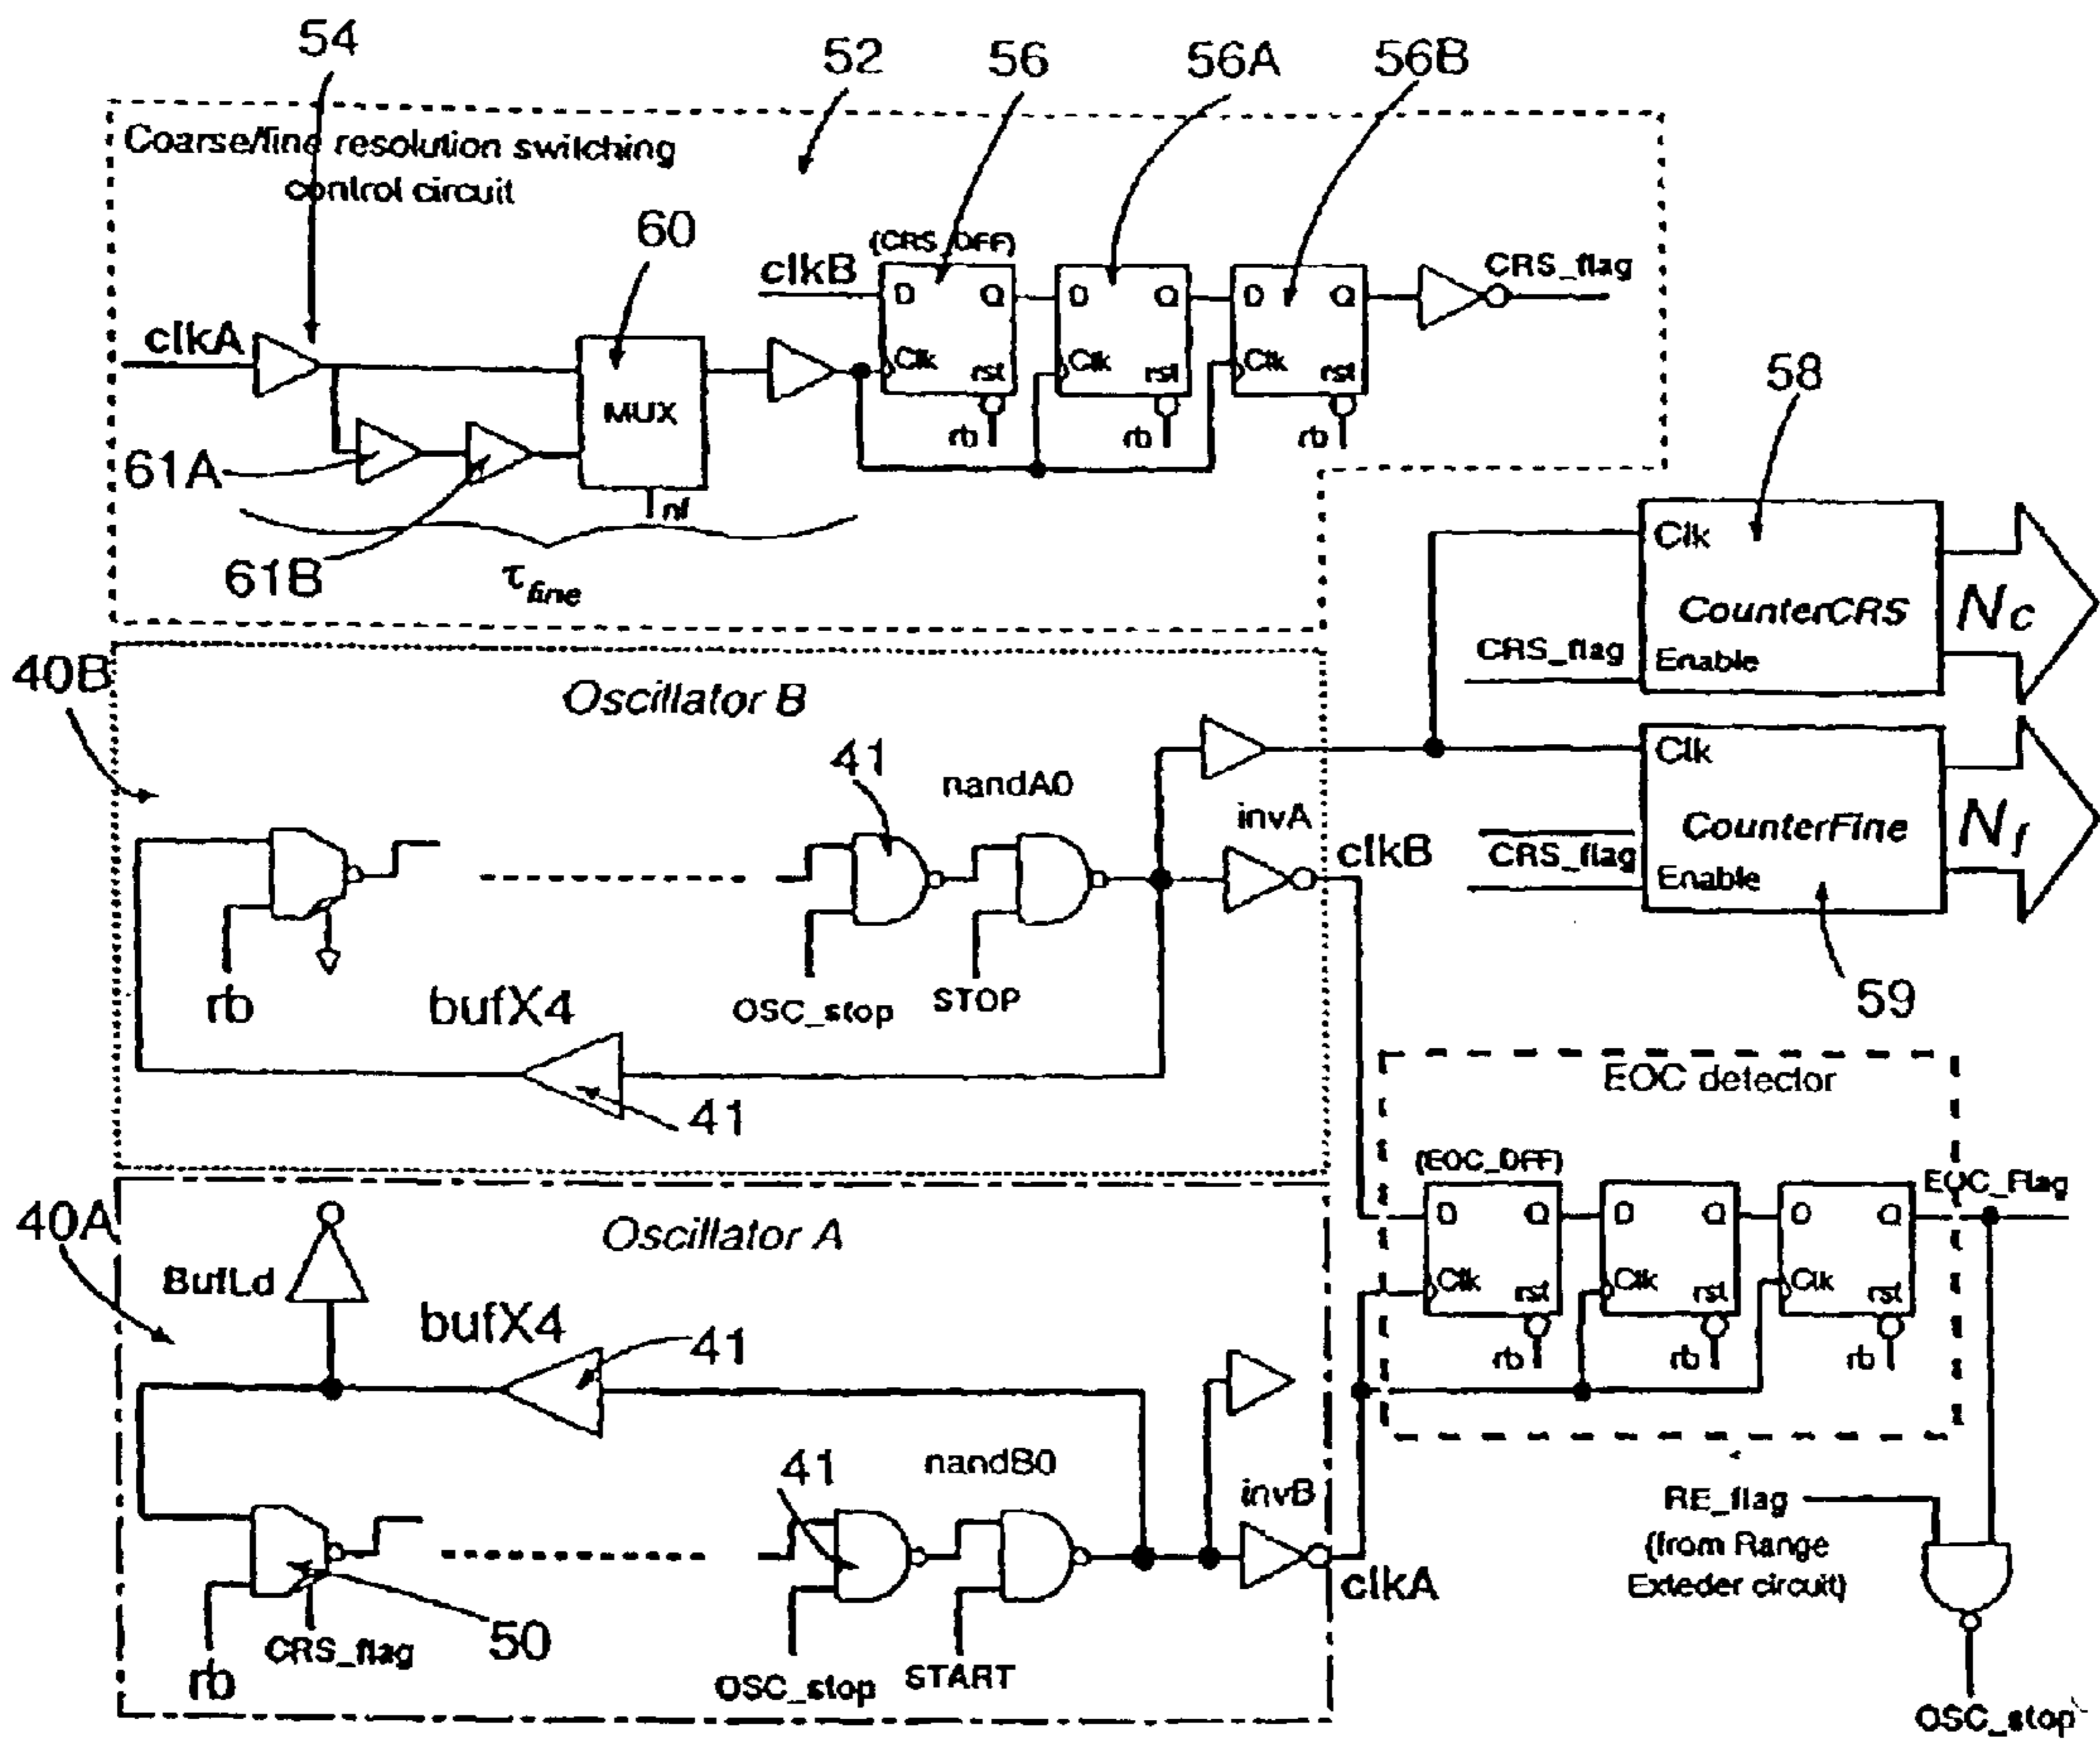 54
52
56
56A
56B
Coarse/fine resolution switching
control circuit
60
(CRS_DFF)
clkB
D Q
D Q
D Q
CRS_flag
clkA
MUX
Clk
rst
Clk
rst
Clk
rst
rb
rb
rb
58
61A
nf
61B
τfine
Clk
CounterCRS
Nc
CRS_flag
Enable
40B
Oscillator B
Clk
41
nandA0
invA
clkB
CounterFine
Nf
CRS_flag
Enable
rb
bufX4
OSC_stop
STOP
59
41
EOC detector
(EOC_DFF)
EOC_Flag
40A
Oscillator A
D Q
D Q
D Q
BufLd
bufX4
41
Clk
rst
Clk
rst
Clk
rst
rb
rb
rb
41
nandB0
invB
RE_flag
(from Range
Exteder circuit)
clkA
CRS_flag
50
rb
OSC_stop
START
OSC_stop